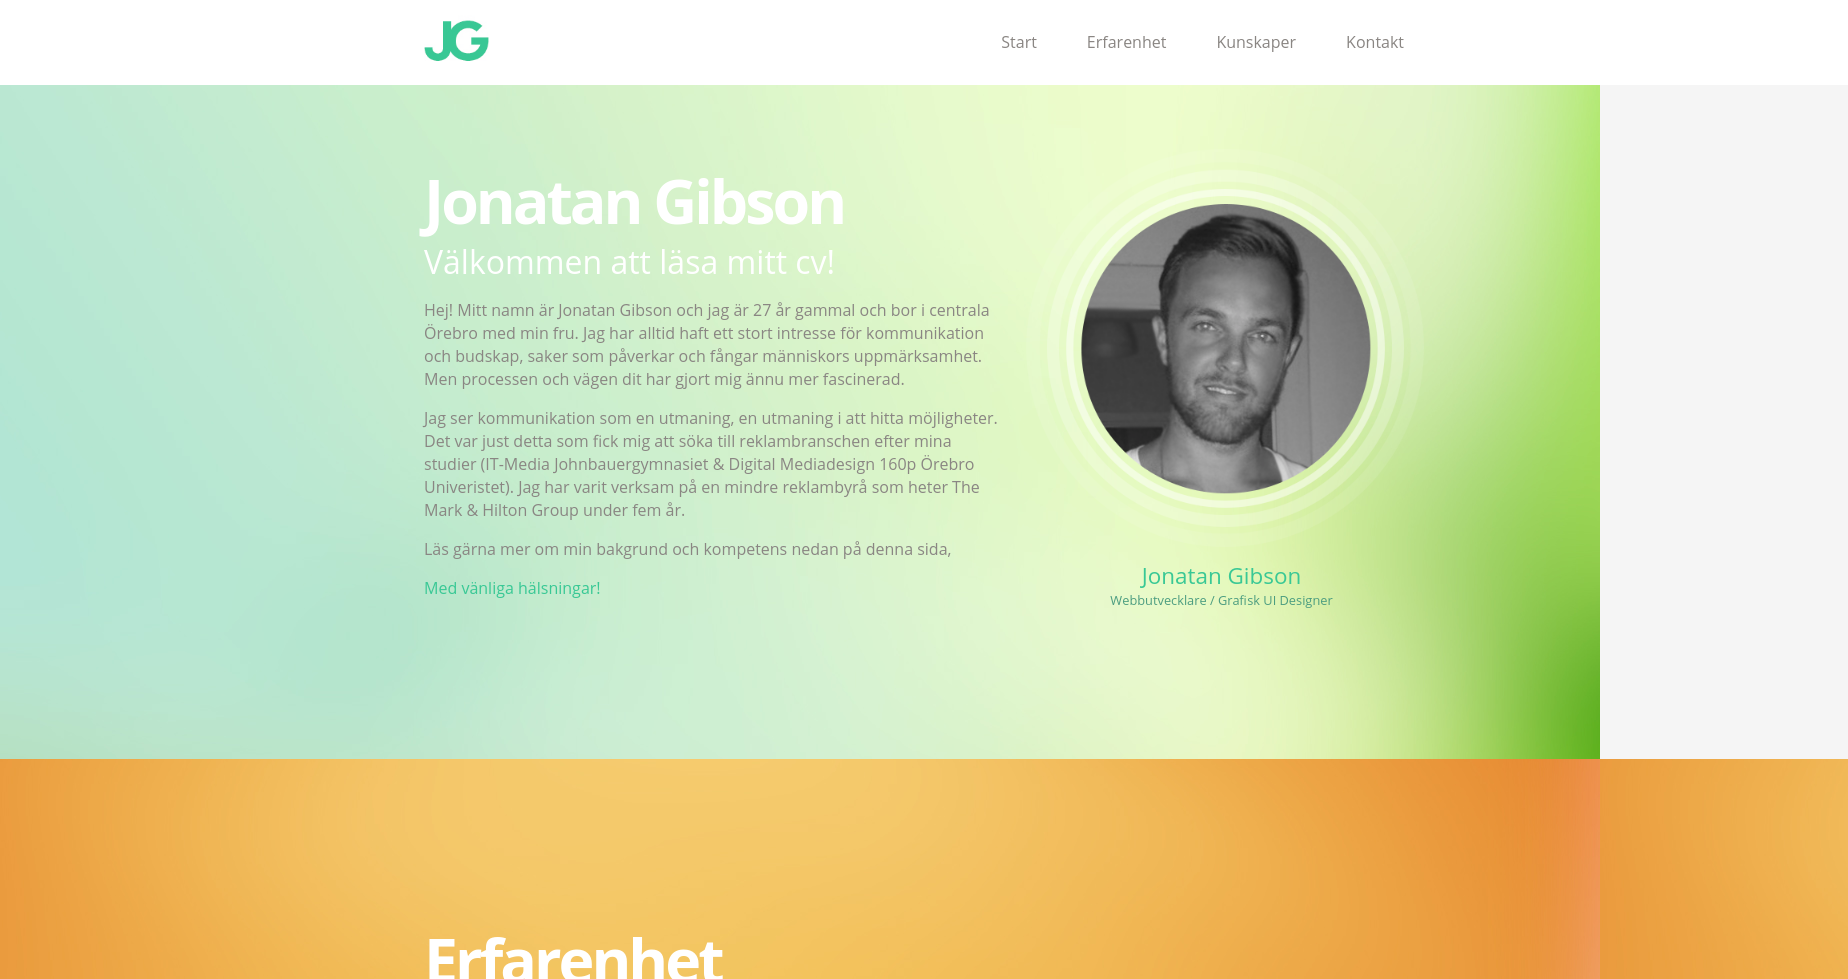 JG
Start
Erfarenhet
Kunskaper
Kontakt
Jonatan Gibson
Välkommen att läsa mitt cv!
Hej! Mitt namn är Jonatan Gibson och jag är 27 år gammal och bor i centrala
Örebro med min fru. Jag har alltid haft ett stort intresse för kommunikation
och budskap, saker som påverkar och fångar människors uppmärksamhet.
Men processen och vägen dit har gjort mig ännu mer fascinerad.
Jag ser kommunikation som en utmaning, en utmaning i att hitta möjligheter.
Det var just detta som fick mig att söka till reklambranschen efter mina
studier (IT-Media Johnbauergymnasiet & Digital Mediadesign 160p Örebro
Univeristet). Jag har varit verksam på en mindre reklambyrå som heter The
Mark & Hilton Group under fem år.
Läs gärna mer om min bakgrund och kompetens nedan på denna sida,
Med vänliga hälsningar!
Jonatan Gibson
Webbutvecklare / Grafisk UI Designer
Erfarenhet